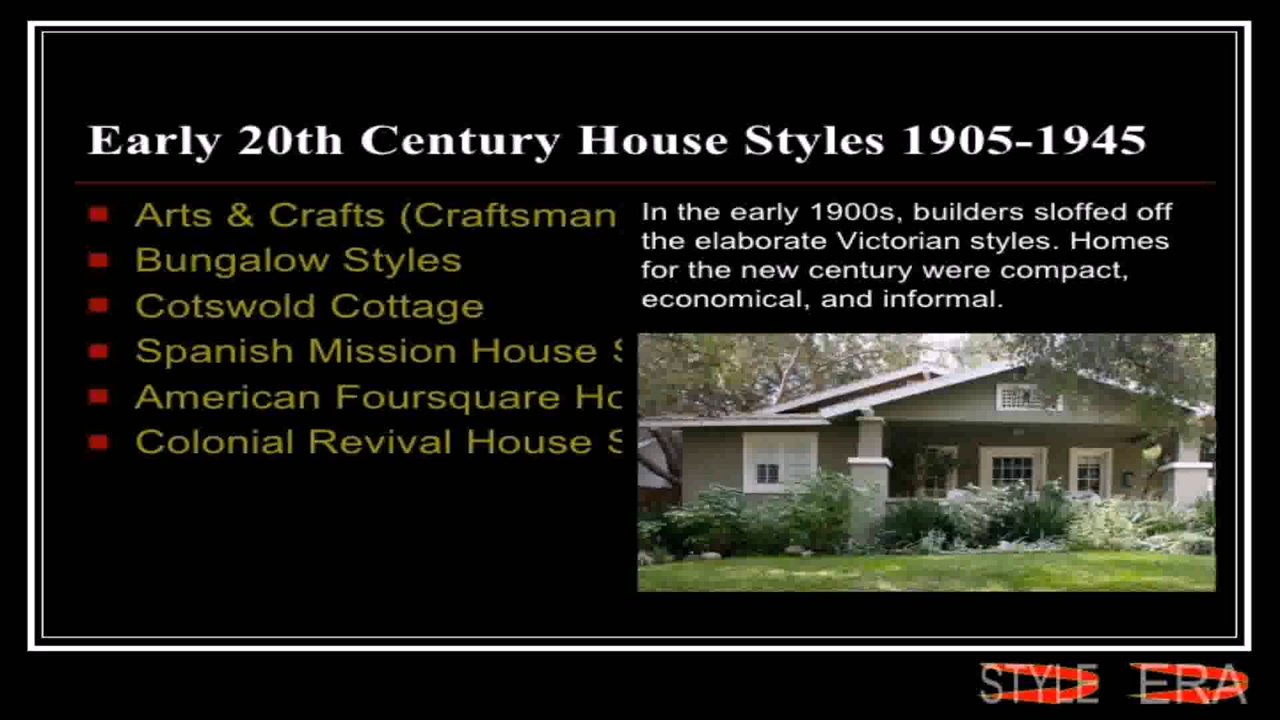 Early 20th Century House Styles 1905-1945
Arts & Crafts (Craftsman
Bungalow Styles
Cotswold Cottage
Spanish Mission House S
American Foursquare Ho
Colonial Revival House S
In the early 1900s, builders sloffed off
the elaborate Victorian styles. Homes
for the new century were compact,
economical, and informal.
STYLE ERA